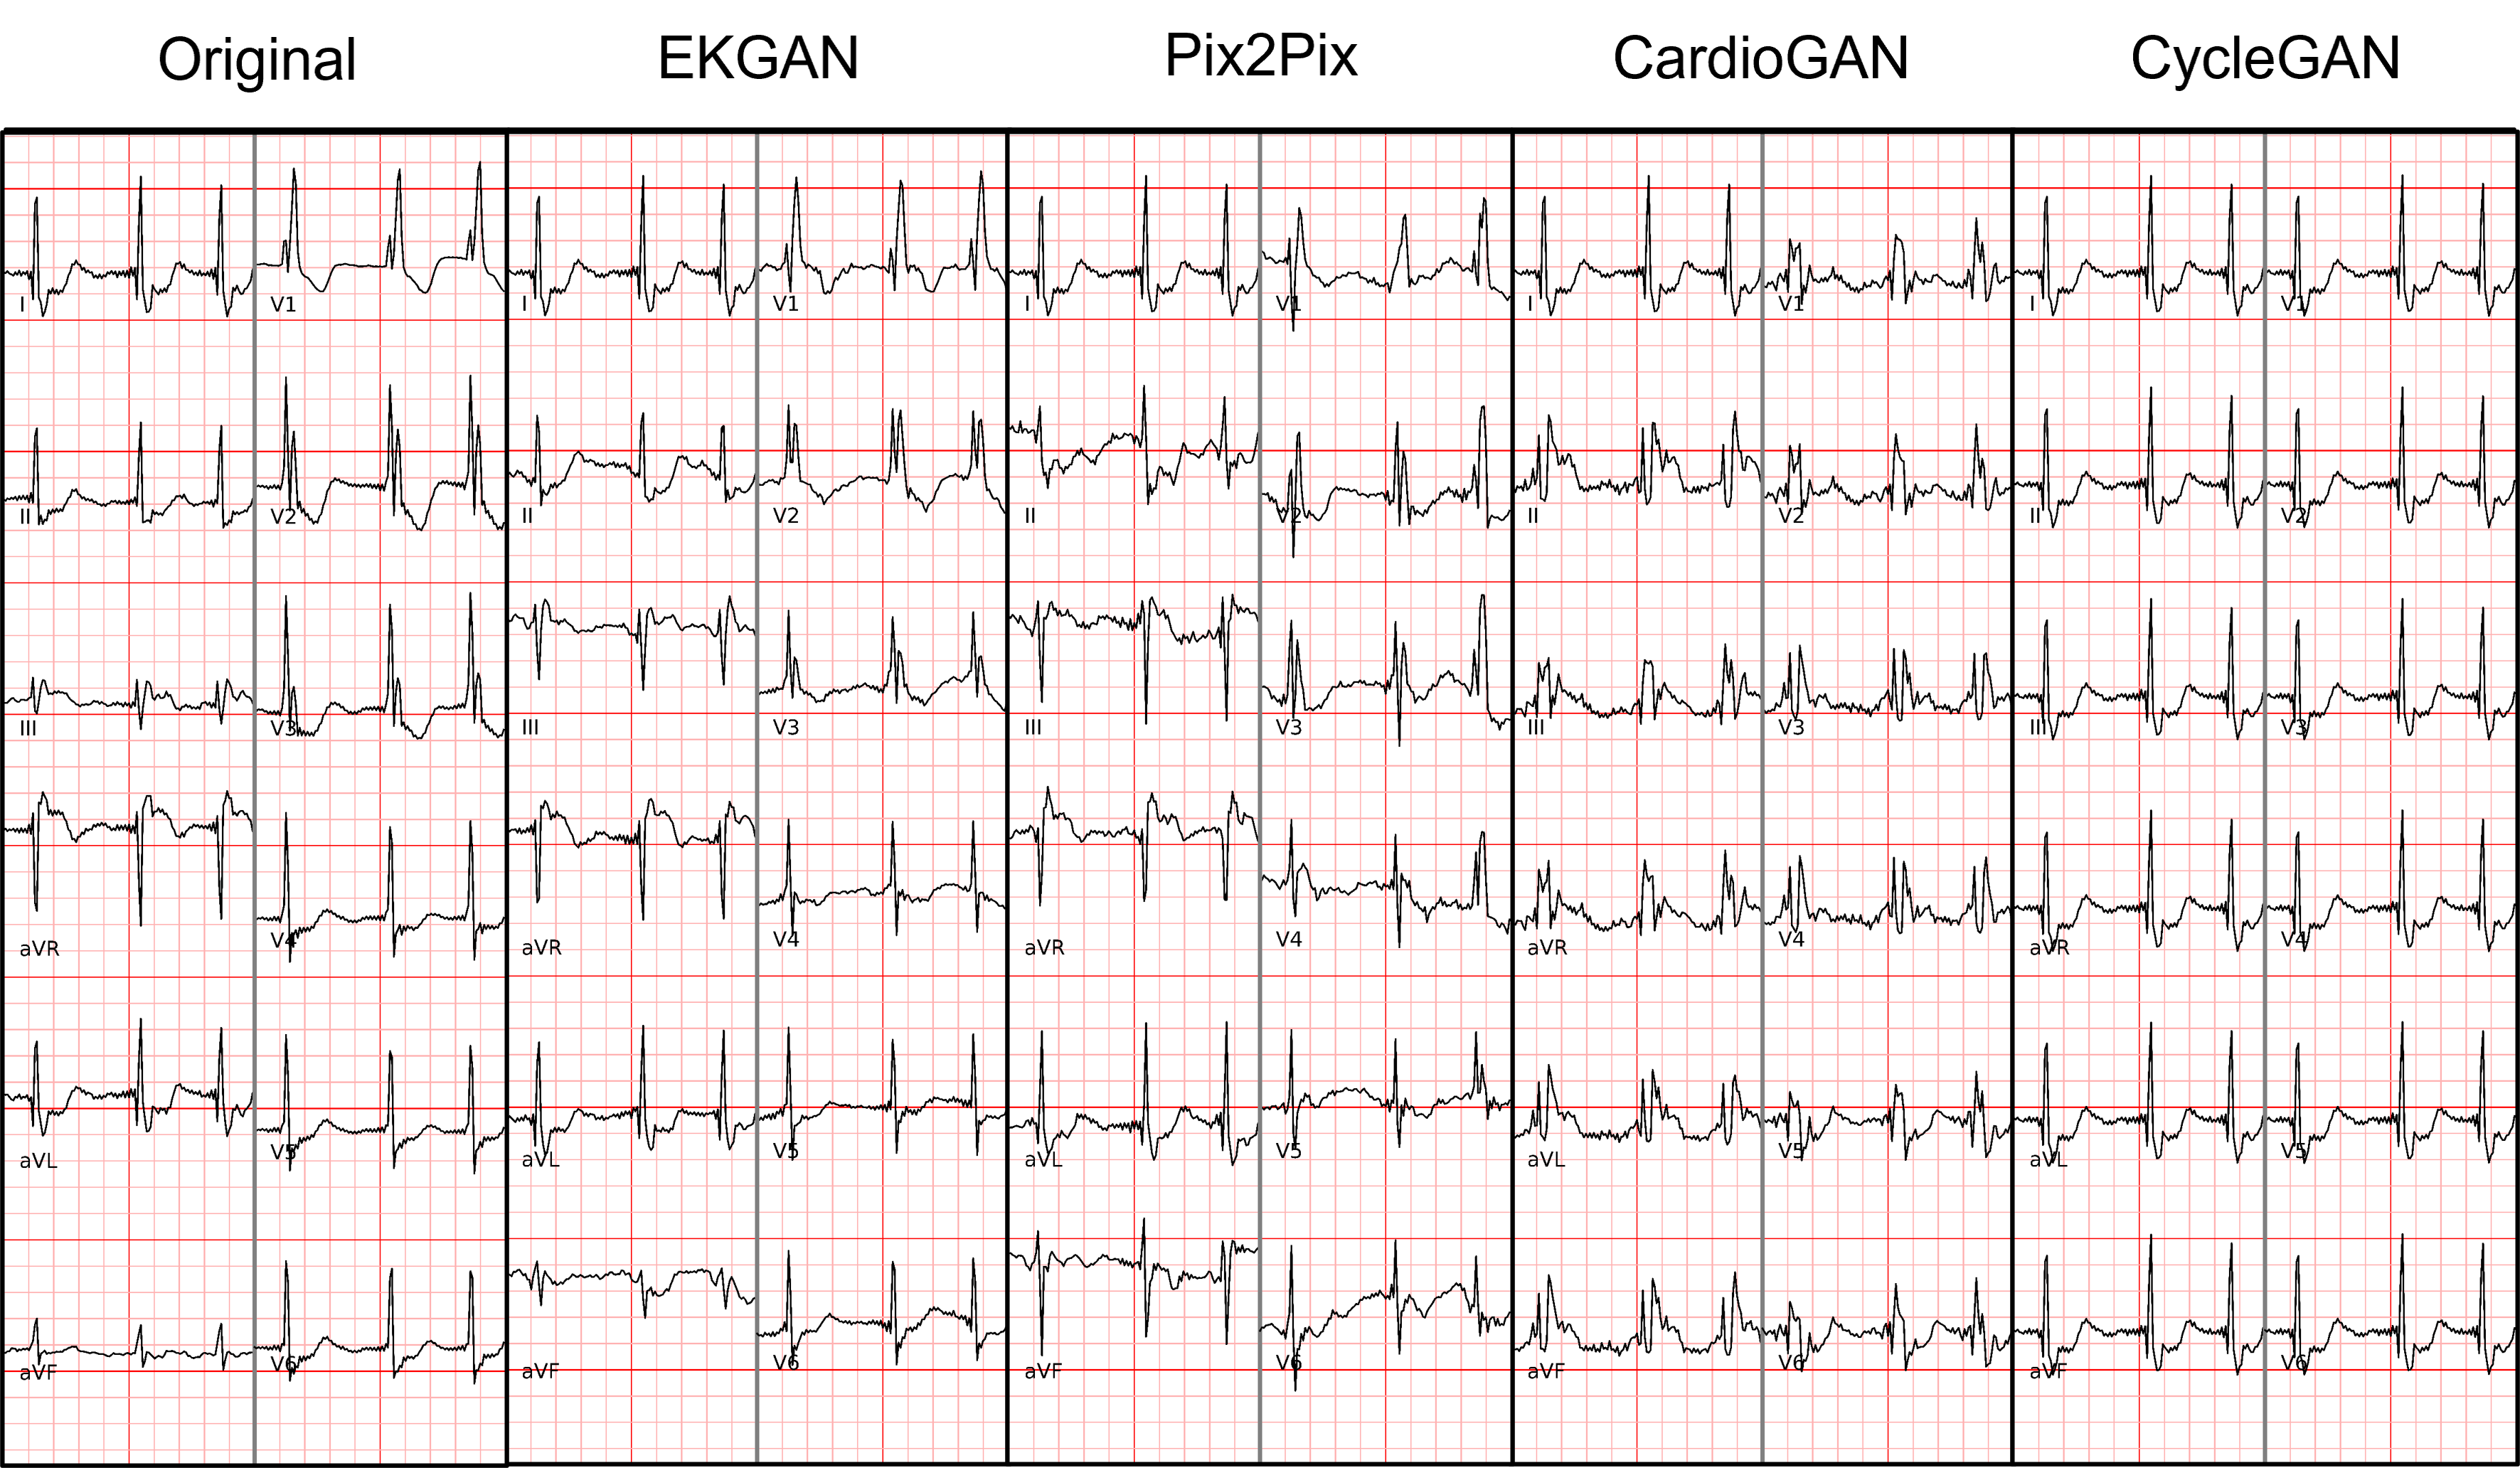 Original EKGAN Pix2Pix CardioGAN CycleGAN
I V1 I V1 I V1 I V1 I V1
II V2 II V2 II V2 II V2 II V2
III V3 III V3 III V3 III V3 III V3
aVR V4 aVR V4 aVR V4 aVR V4 aVR V4
aVL V5 aVL V5 aVL V5 aVL V5 aVL V5
aVF V6 aVF V6 aVF V6 aVF V6 aVF V6